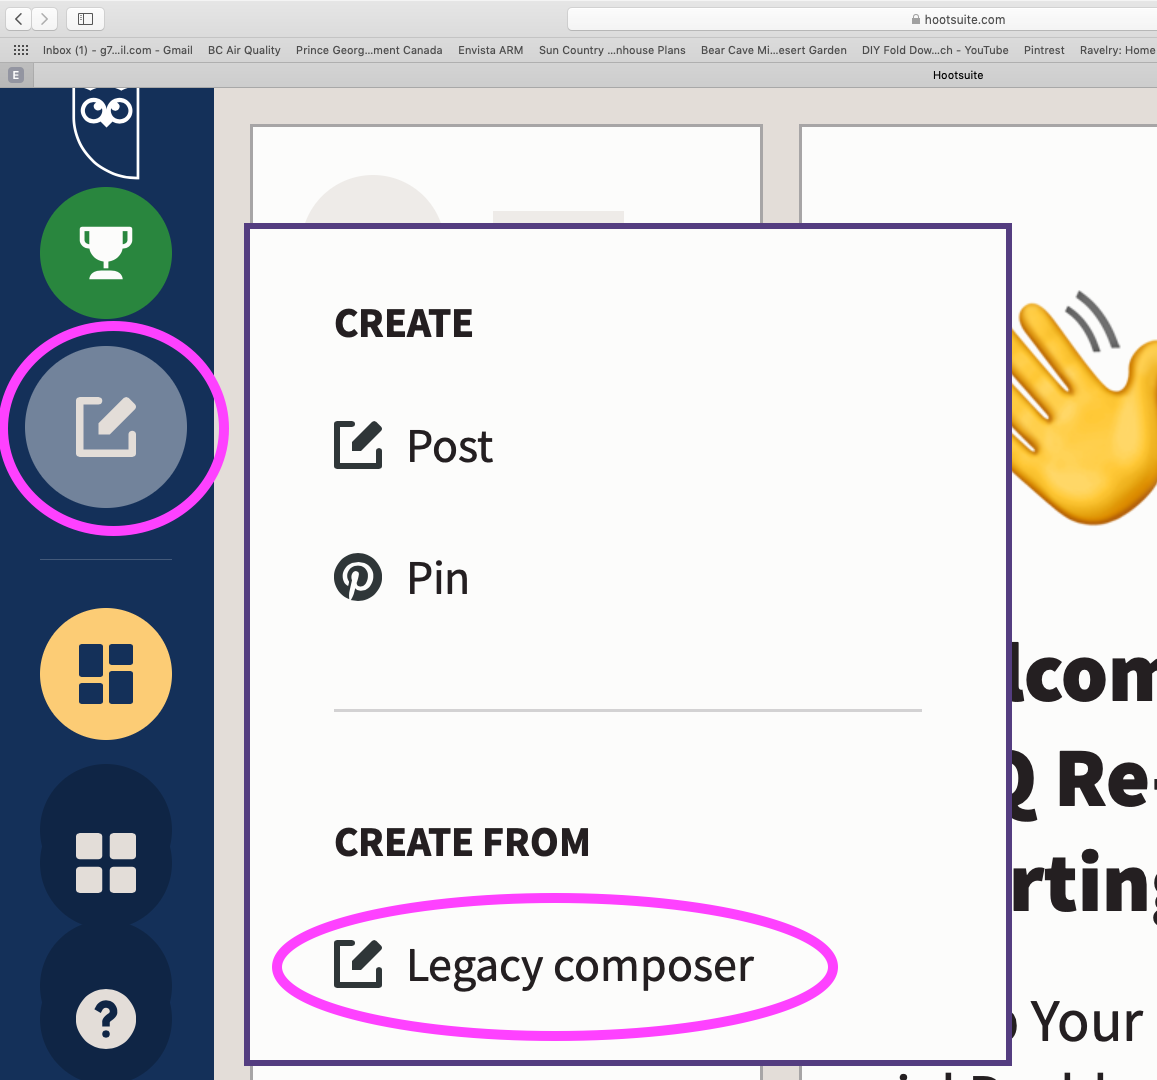 hootsuite.com
Inbox (1) - g7...il.com - Gmail BC Air Quality Prince Georg...ment Canada Envista ARM Sun Country ...nhouse Plans Bear Cave Mi...esert Garden DIY Fold Dow...ch - YouTube Pintrest Ravelry: Home
E
Hootsuite
CREATE
Post
Pin
lcom
Q Re-
CREATE FROM
rting
Legacy composer
Your
?